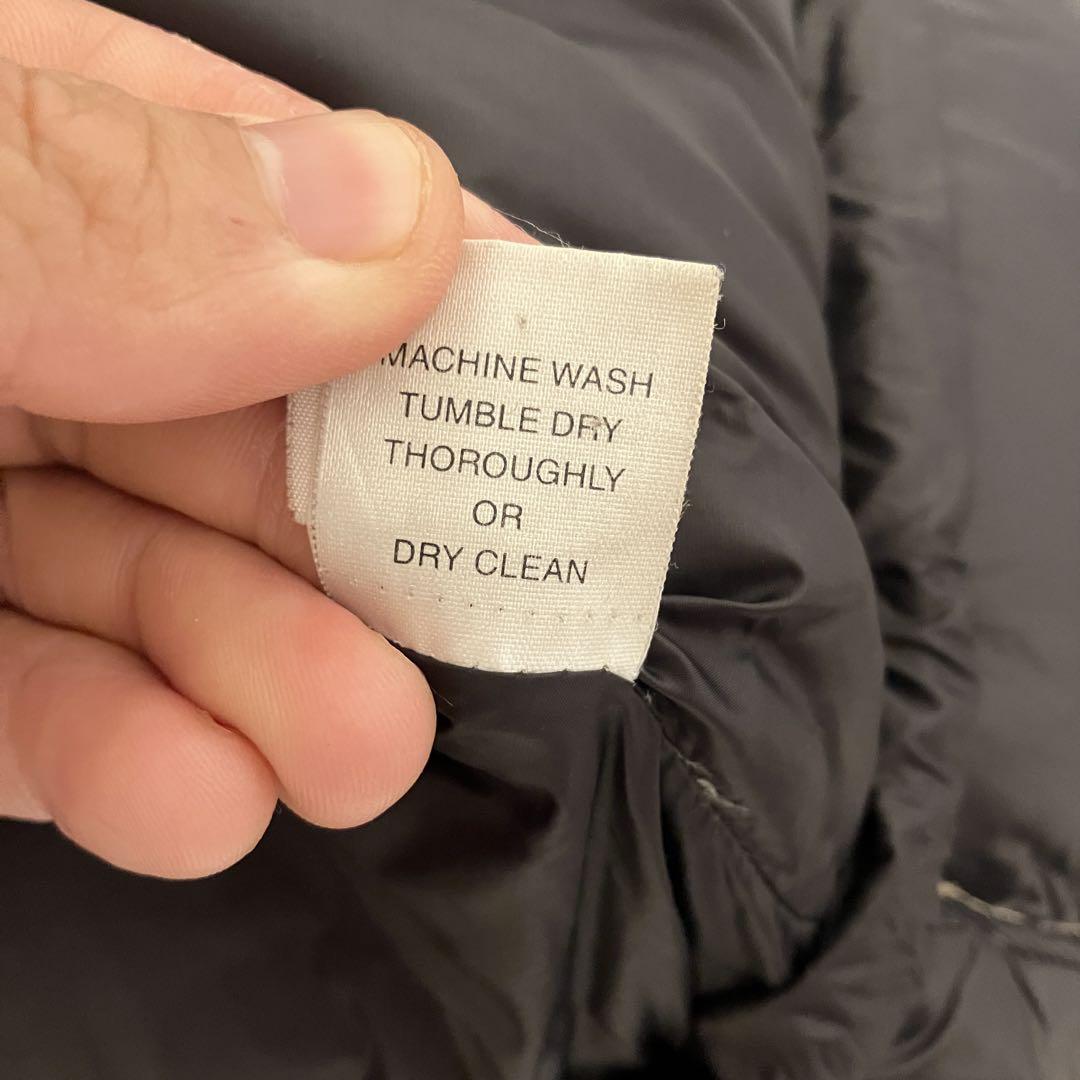 MACHINE WASH
TUMBLE DRY
THOROUGHLY
OR
DRY CLEAN